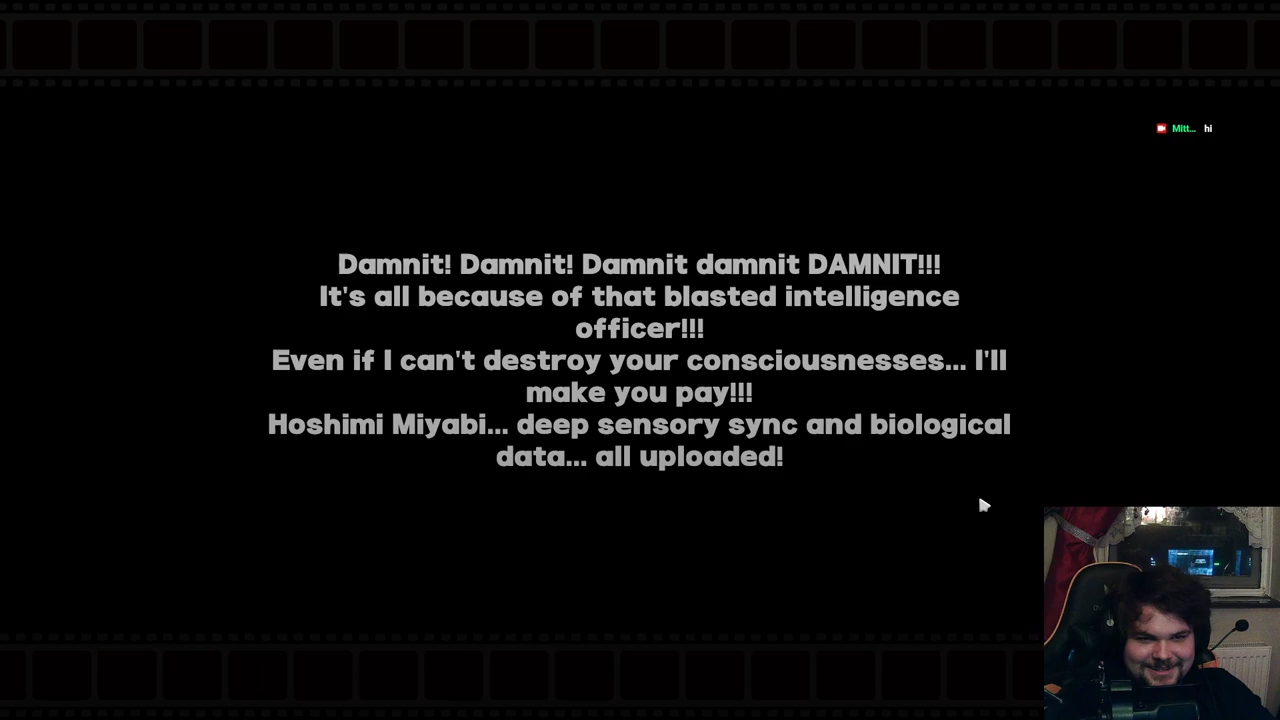 Mitt... hi
Damnit! Damnit! Damnit damnit DAMNIT!!!
It's all because of that blasted intelligence
officer!!!
Even if I can't destroy your consciousnesses... I'll
make you pay!!!
Hoshimi Miyabi... deep sensory sync and biological
data... all uploaded!